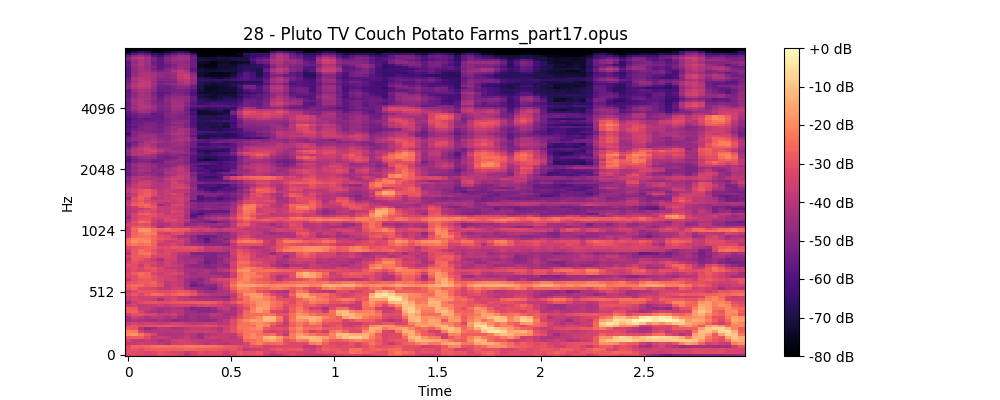 28 - Pluto TV Couch Potato Farms_part17.opus
Hz
4096
2048
1024
512
0
0
0.5
1
1.5
2
2.5
Time
+0 dB
-10 dB
-20 dB
-30 dB
-40 dB
-50 dB
-60 dB
-70 dB
-80 dB